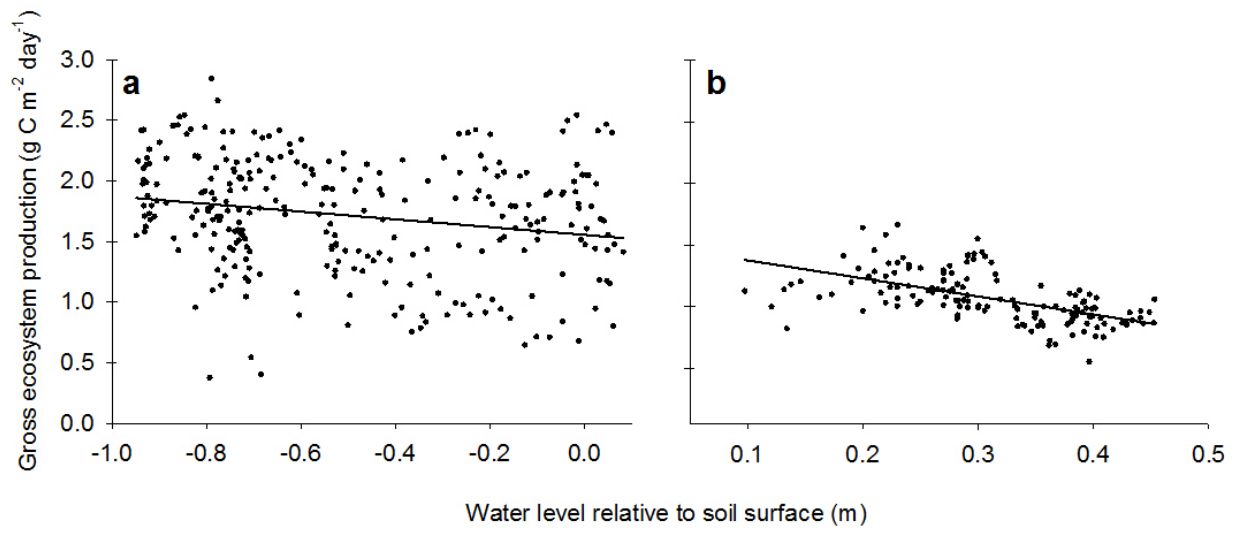 Gross ecosystem production (g C m⁻² day⁻¹)
3.0
2.5
2.0
1.5
1.0
0.5
0.0
a
-1.0 -0.8 -0.6 -0.4 -0.2 0.0
b
0.1 0.2 0.3 0.4 0.5
Water level relative to soil surface (m)